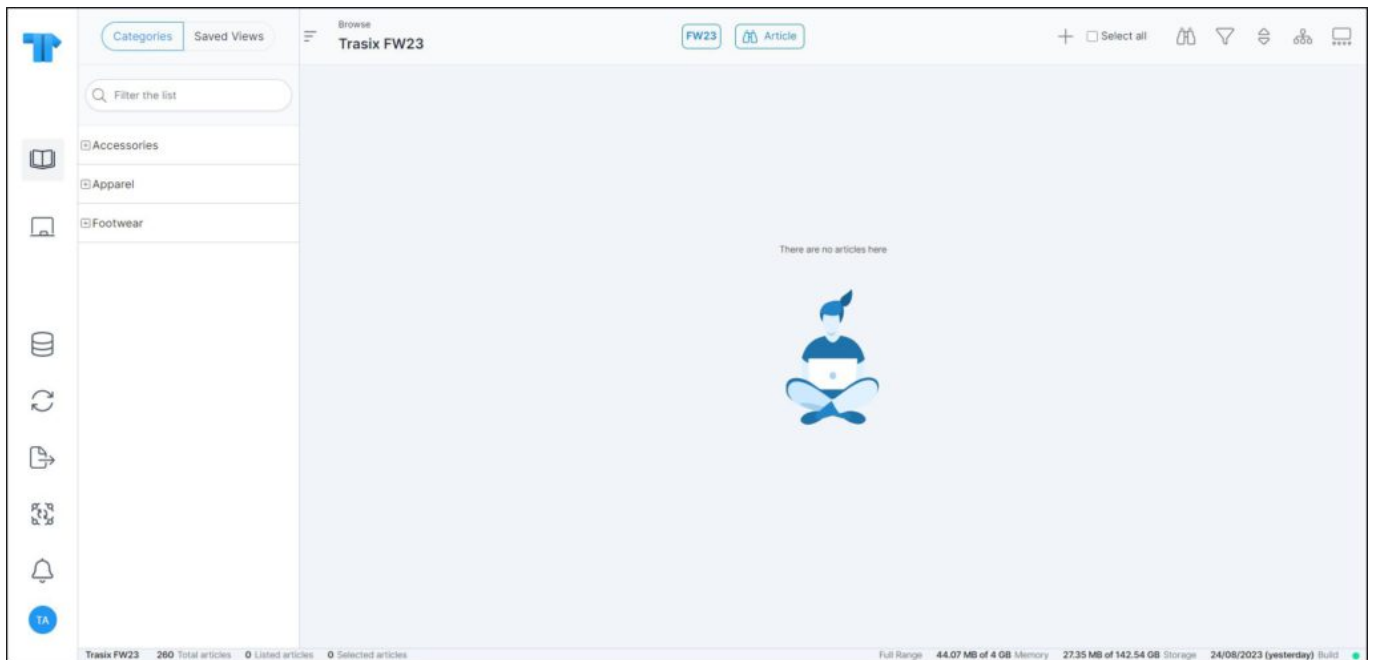 Categories
Saved Views
Browse
Trasix FW23
FW23
Article
Select all
Filter the list
Accessories
Apparel
Footwear
There are no articles here
TA
Trasix FW23 260 Total articles 0 Listed articles 0 Selected articles
Full Range 44.07 MB of 4 GB Memory 27.35 MB of 142.54 GB Storage 24/08/2023 (yesterday) Build